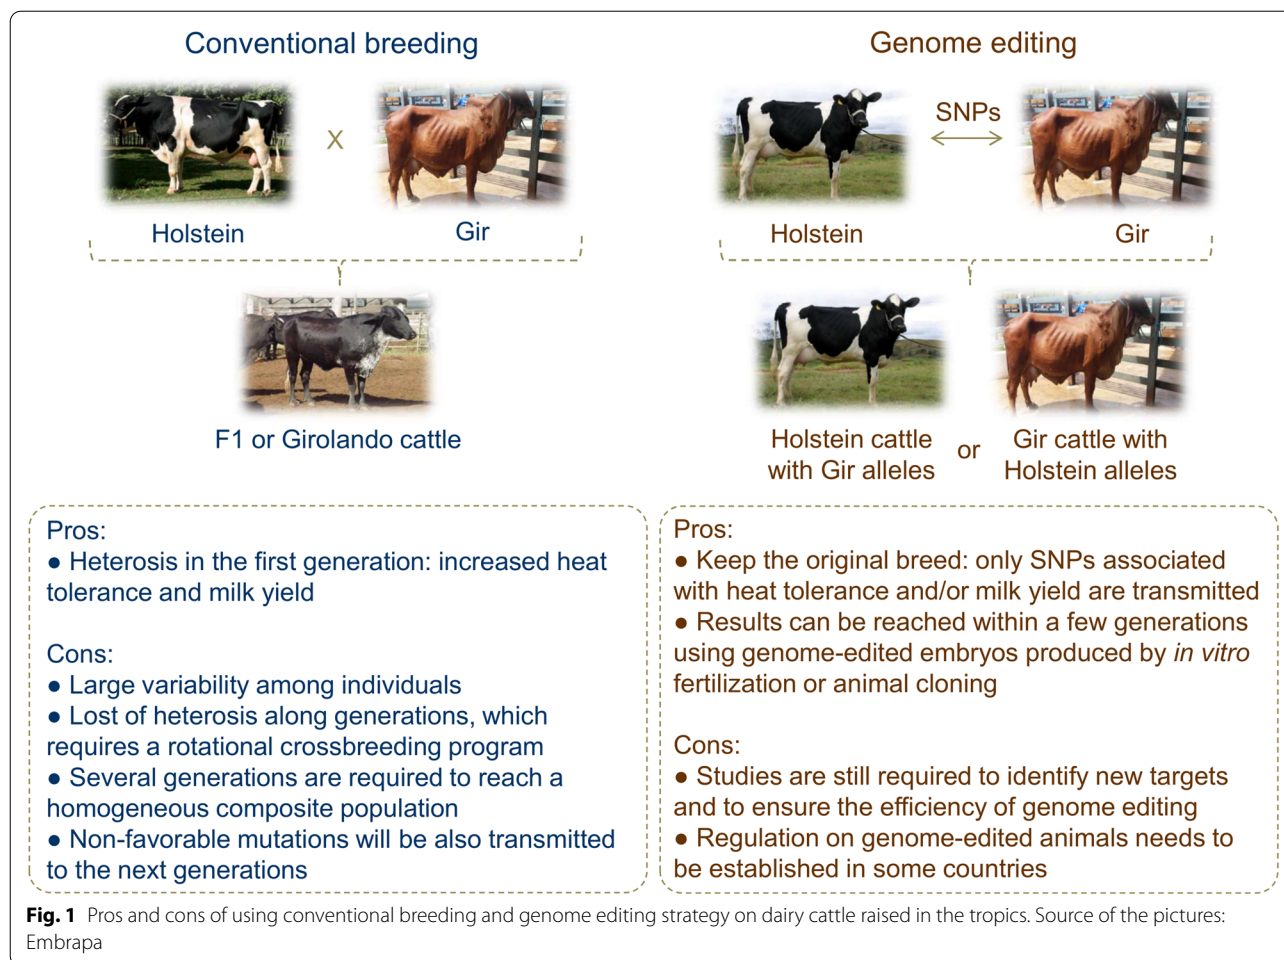 Conventional breeding
X
Holstein
Gir
F1 or Girolando cattle
Pros:
● Heterosis in the first generation: increased heat
tolerance and milk yield
Cons:
● Large variability among individuals
● Lost of heterosis along generations, which
requires a rotational crossbreeding program
● Several generations are required to reach a
homogeneous composite population
● Non-favorable mutations will be also transmitted
to the next generations
Genome editing
SNPs
Holstein
Gir
Holstein cattle
with Gir alleles
or
Gir cattle with
Holstein alleles
Pros:
● Keep the original breed: only SNPs associated
with heat tolerance and/or milk yield are transmitted
● Results can be reached within a few generations
using genome-edited embryos produced by in vitro
fertilization or animal cloning
Cons:
● Studies are still required to identify new targets
and to ensure the efficiency of genome editing
● Regulation on genome-edited animals needs to
be established in some countries
Fig. 1 Pros and cons of using conventional breeding and genome editing strategy on dairy cattle raised in the tropics. Source of the pictures:
Embrapa